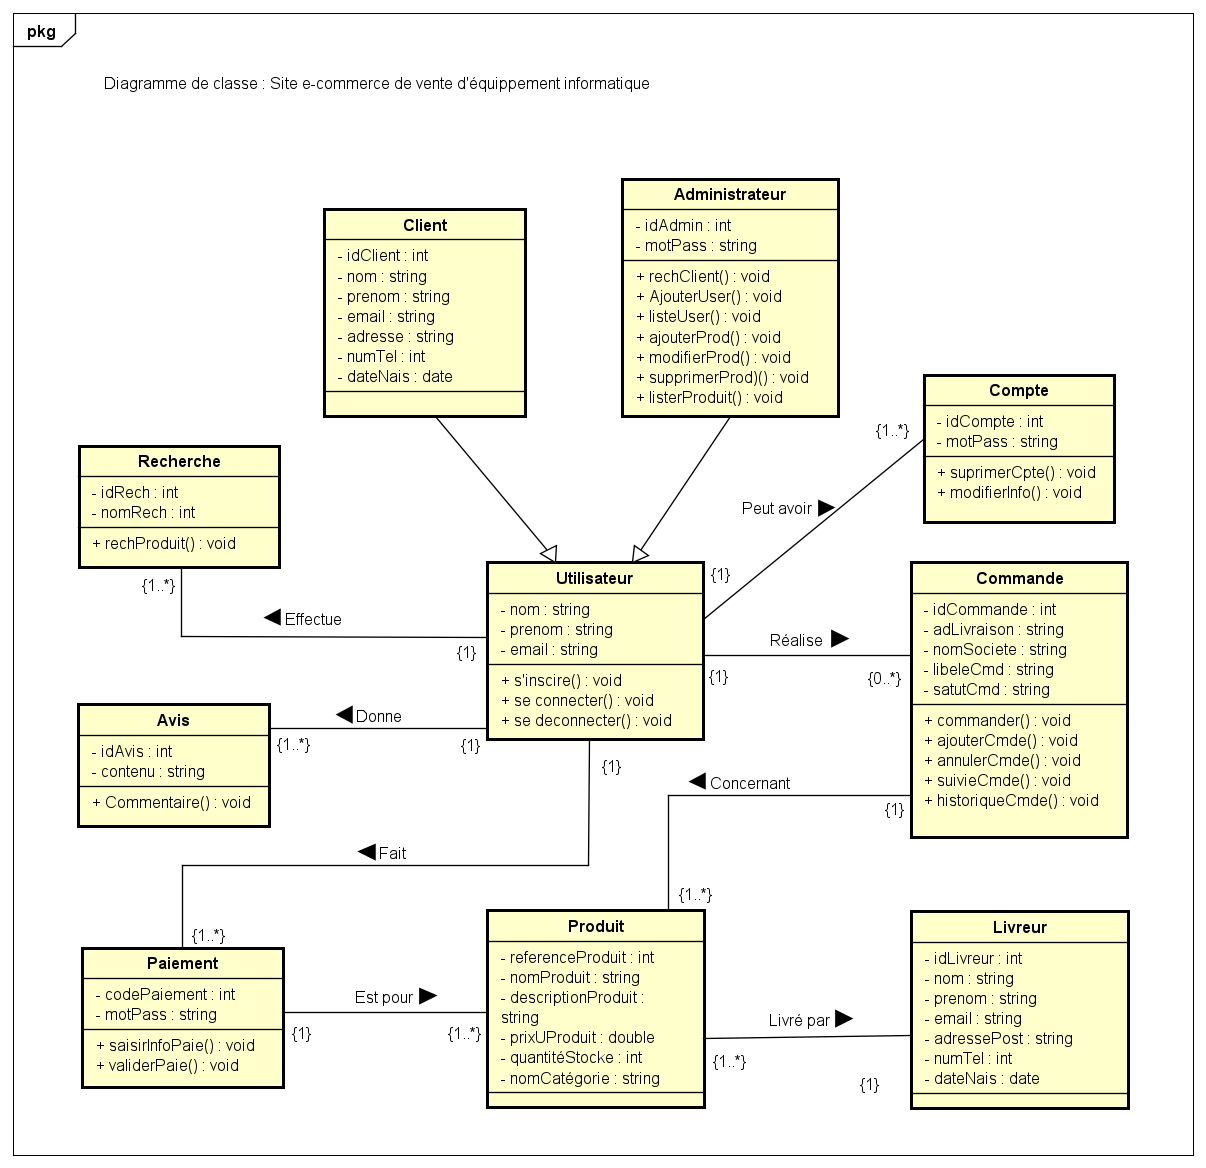 pkg
Diagramme de classe : Site e-commerce de vente d'équippement informatique
Client
- idClient : int
- nom : string
- prenom : string
- email : string
- adresse : string
- numTel : int
- dateNais : date
Administrateur
- idAdmin : int
- motPass : string
+ rechClient() : void
+ AjouterUser() : void
+ listeUser() : void
+ ajouterProd() : void
+ modifierProd() : void
+ supprimerProd)() : void
+ listerProduit() : void
Compte
- idCompte : int
- motPass : string
+ suprimerCpte() : void
+ modifierInfo() : void
{1..*}
Peut avoir
{1}
Recherche
- idRech : int
- nomRech : int
+ rechProduit() : void
{1..*}
Effectue
{1}
Utilisateur
- nom : string
- prenom : string
- email : string
+ s'inscire() : void
+ se connecter() : void
+ se deconnecter() : void
Réalise
{1}
{0..*}
Commande
- idCommande : int
- adLivraison : string
- nomSociete : string
- libeleCmd : string
- satutCmd : string
+ commander() : void
+ ajouterCmde() : void
+ annulerCmde() : void
+ suivieCmde() : void
+ historiqueCmde() : void
Avis
- idAvis : int
- contenu : string
+ Commentaire() : void
Donne
{1..*}
{1}
{1}
Concernant
{1}
{1..*}
Fait
{1..*}
Paiement
- codePaiement : int
- motPass : string
+ saisirInfoPaie() : void
+ validerPaie() : void
Est pour
{1}
{1..*}
Produit
- referenceProduit : int
- nomProduit : string
- descriptionProduit :
string
- prixUProduit : double
- quantitéStocke : int
- nomCatégorie : string
Livré par
{1..*}
{1}
Livreur
- idLivreur : int
- nom : string
- prenom : string
- email : string
- adressePost : string
- numTel : int
- dateNais : date